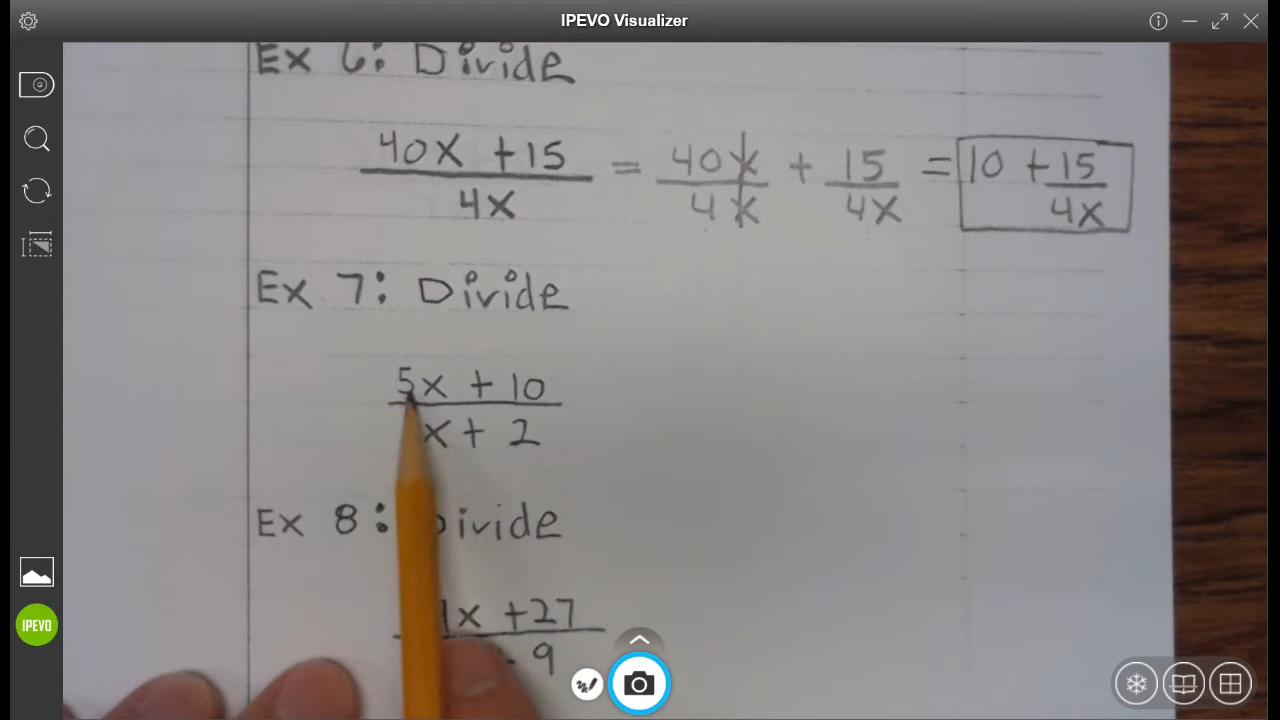 IPEVO Visualizer
Ex 6: Divide
40x + 15 = 40x + 15 = 10 + 15
4x 4x 4x 4x
Ex 7: Divide
5x + 10
x + 2
Ex 8: Divide
x + 27
9
IPEVO